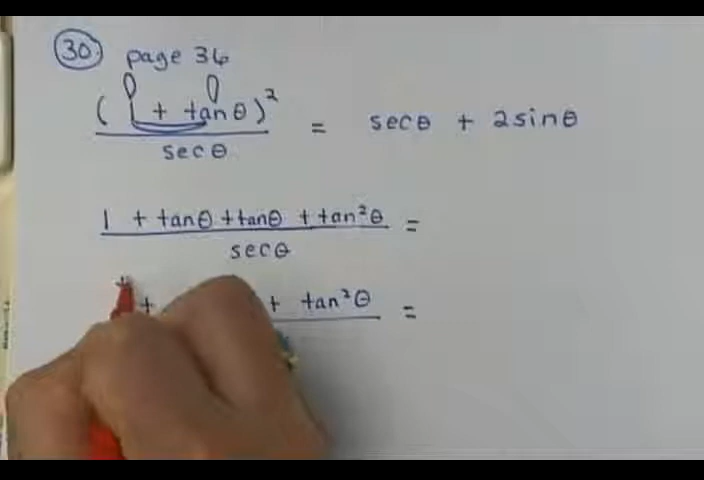 30. page 36
(1 + tanθ)² / secθ = secθ + 2sinθ
1 + tanθ + tanθ + tan²θ / secθ =
+ + tan²θ =